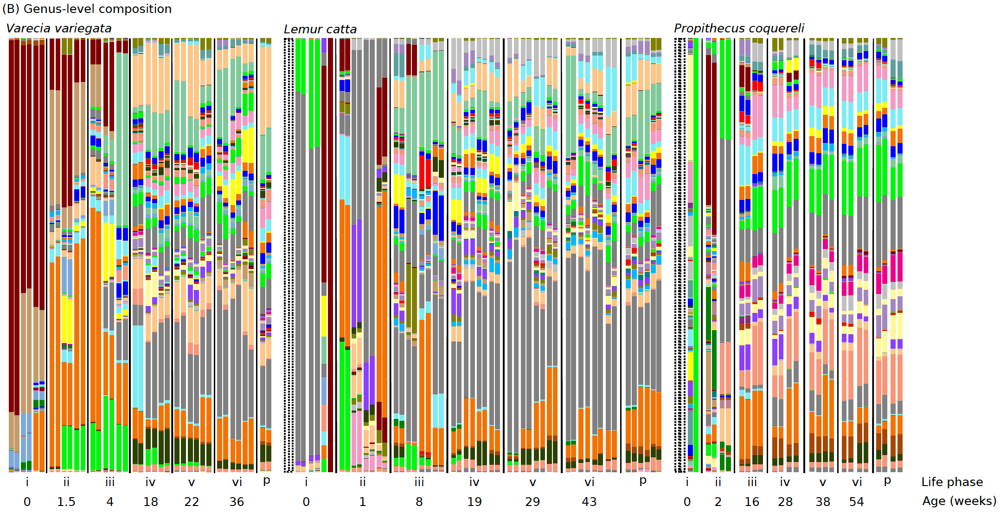 (B) Genus-level composition
Varecia variegata Lemur catta Propithecus coquereli
i ii iii iv v vi p i ii iii iv v vi p i ii iii iv v vi p Life phase
0 1.5 4 18 22 36 0 1 8 19 29 43 0 2 16 28 38 54 Age (weeks)